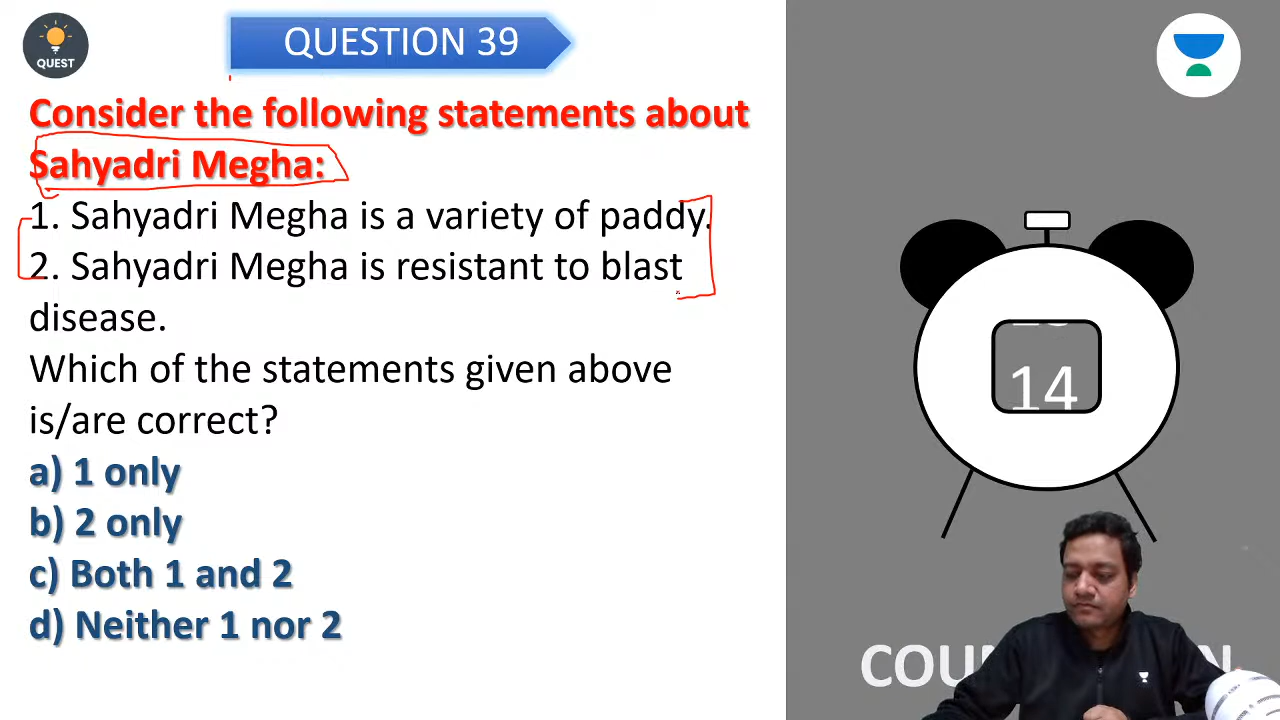 QUEST
QUESTION 39
Consider the following statements about
Sahyadri Megha:
1. Sahyadri Megha is a variety of paddy.
2. Sahyadri Megha is resistant to blast
disease.
Which of the statements given above
is/are correct?
a) 1 only
b) 2 only
c) Both 1 and 2
d) Neither 1 nor 2
14